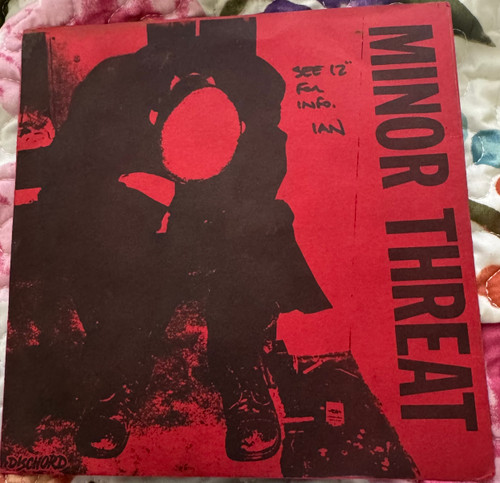 SEE 12"
FOR
INFO.
IAN
MINOR THREAT
DISCHORD